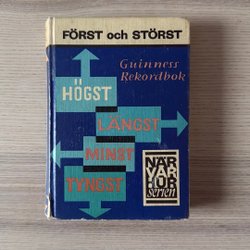 FÖRST och STÖRST
Guinness
Rekordbok
HÖGST
LÄNGST
MINST
TYNGST
NÄR
VAR
HUR
serien